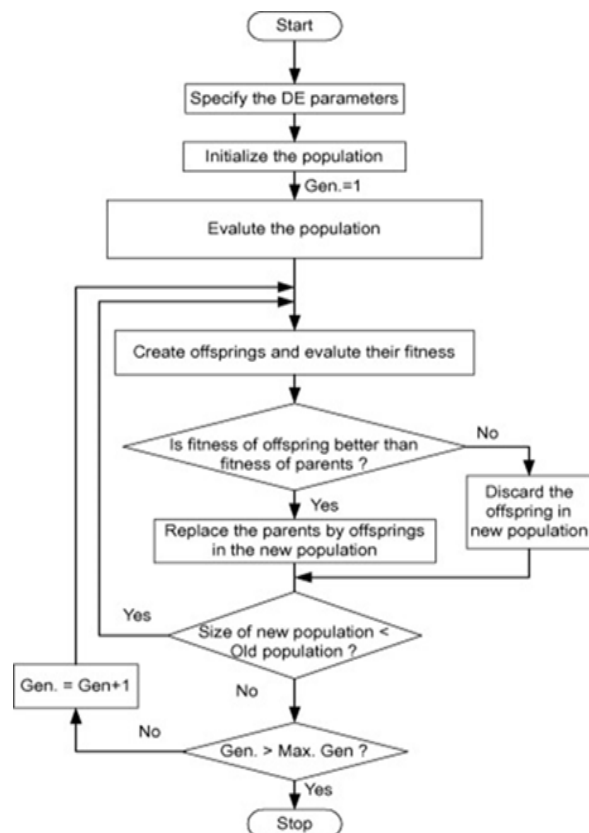 Start
Specify the DE parameters
Initialize the population
Gen.=1
Evalute the population
Create offsprings and evalute their fitness
Is fitness of offspring better than
fitness of parents ?
No
Discard the
offspring in
new population
Yes
Replace the parents by offsprings
in the new population
Yes
Size of new population <
Old population ?
Gen. = Gen+1
No
No
Gen. > Max. Gen ?
Yes
Stop